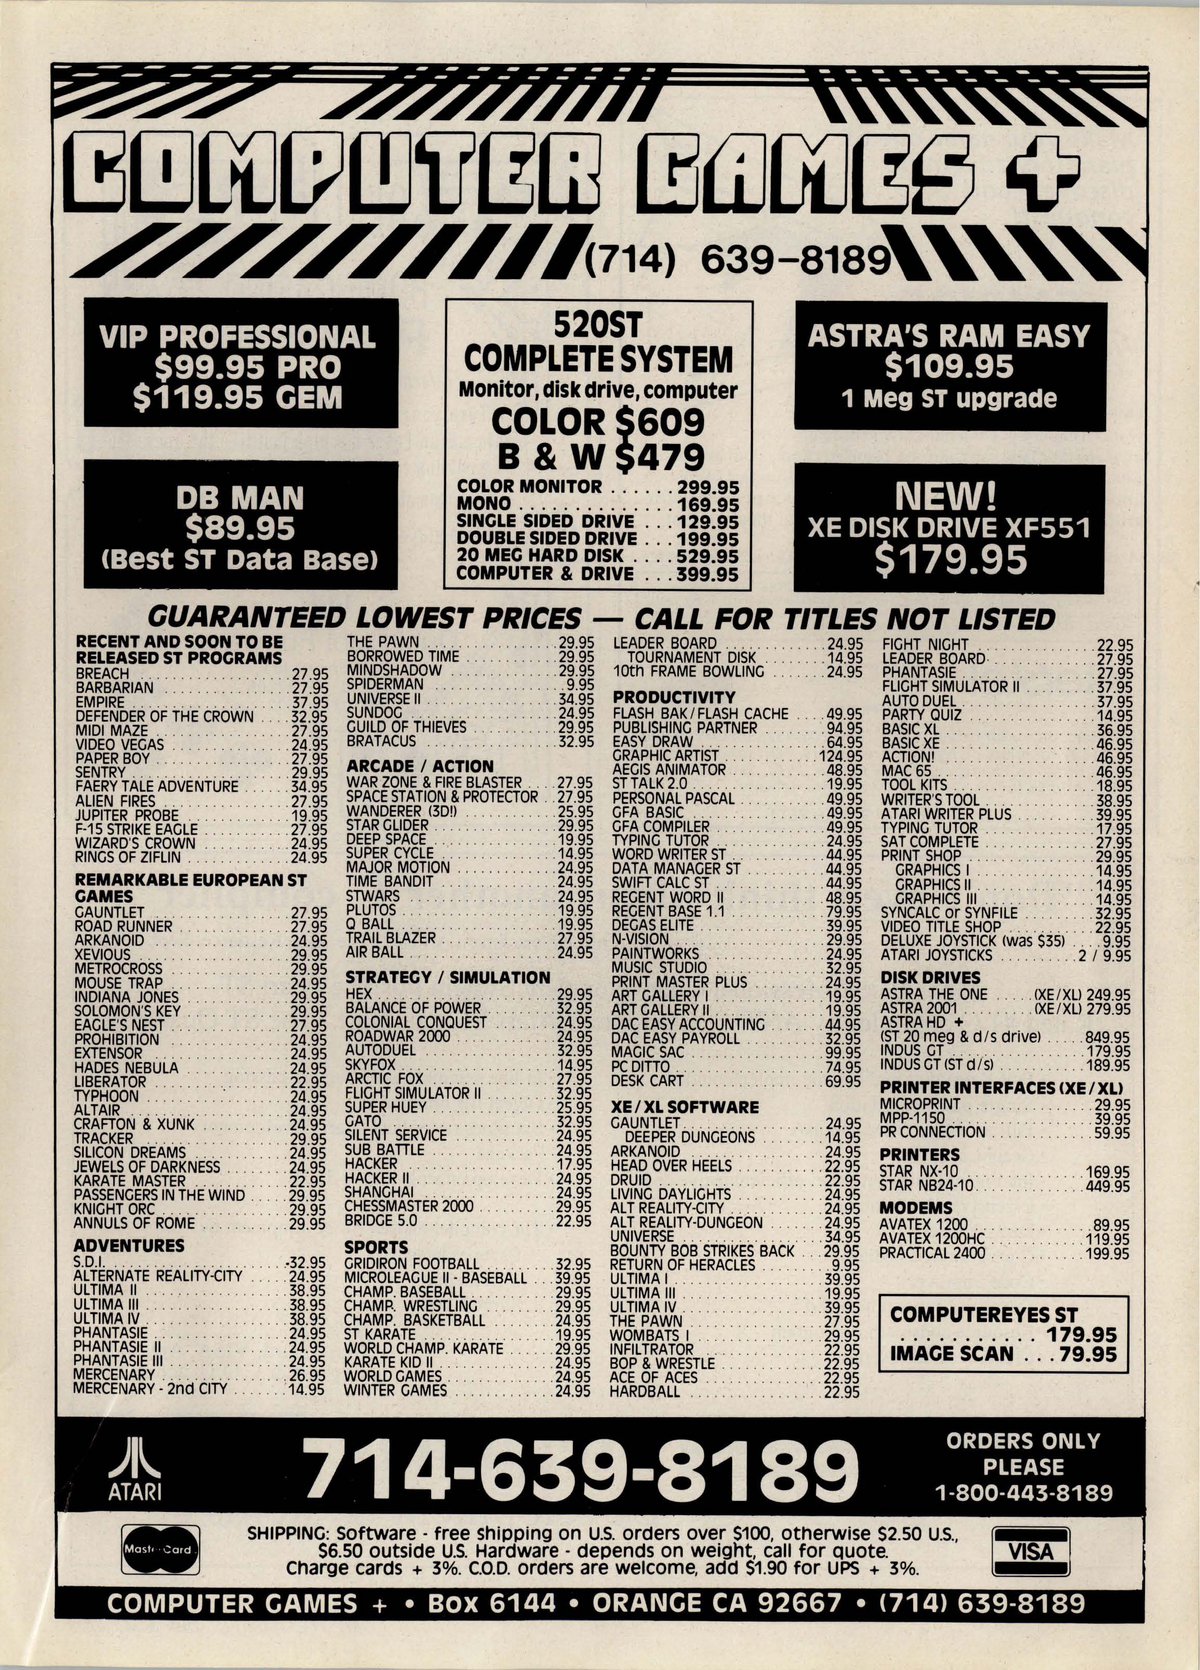 COMPUTER GAMES +
(714) 639-8189
VIP PROFESSIONAL
$99.95 PRO
$119.95 GEM
DB MAN
$89.95
(Best ST Data Base)
520ST
COMPLETE SYSTEM
Monitor, disk drive, computer
COLOR $609
B & W $479
COLOR MONITOR ...... 299.95
MONO ................ 169.95
SINGLE SIDED DRIVE ... 129.95
DOUBLE SIDED DRIVE ... 199.95
20 MEG HARD DISK .... 529.95
COMPUTER & DRIVE ... 399.95
ASTRA'S RAM EASY
$109.95
1 Meg ST upgrade
NEW!
XE DISK DRIVE XF551
$179.95
GUARANTEED LOWEST PRICES — CALL FOR TITLES NOT LISTED
RECENT AND SOON TO BE
RELEASED ST PROGRAMS
BREACH 27.95
BARBARIAN 27.95
EMPIRE 37.95
DEFENDER OF THE CROWN 32.95
MIDI MAZE 27.95
VIDEO VEGAS 24.95
PAPER BOY 27.95
SENTRY 29.95
FAERY TALE ADVENTURE 34.95
ALIEN FIRES 27.95
JUPITER PROBE 19.95
F-15 STRIKE EAGLE 27.95
WIZARD'S CROWN 24.95
RINGS OF ZIFLIN 24.95
REMARKABLE EUROPEAN ST
GAMES
GAUNTLET 27.95
ROAD RUNNER 27.95
ARKANOID 24.95
XEVIOUS 29.95
METROCROSS 29.95
MOUSE TRAP 24.95
INDIANA JONES 29.95
SOLOMON'S KEY 29.95
EAGLE'S NEST 27.95
PROHIBITION 24.95
EXTENSOR 24.95
HADES NEBULA 24.95
LIBERATOR 22.95
TYPHOON 24.95
ALTAIR 24.95
CRAFTON & XUNK 24.95
TRACKER 29.95
SILICON DREAMS 24.95
JEWELS OF DARKNESS 24.95
KARATE MASTER 22.95
PASSENGERS IN THE WIND 29.95
KNIGHT ORC 29.95
ANNULS OF ROME 29.95
ADVENTURES
S.D.I. 32.95
ALTERNATE REALITY-CITY 24.95
ULTIMA II 38.95
ULTIMA III 38.95
ULTIMA IV 38.95
PHANTASIE 24.95
PHANTASIE II 24.95
PHANTASIE III 24.95
MERCENARY 26.95
MERCENARY - 2nd CITY 14.95
THE PAWN 29.95
BORROWED TIME 29.95
MINDSHADOW 29.95
SPIDERMAN 9.95
UNIVERSE II 34.95
SUNDOG 24.95
GUILD OF THIEVES 29.95
BRATACUS 32.95
ARCADE / ACTION
WAR ZONE & FIRE BLASTER 27.95
SPACE STATION & PROTECTOR 27.95
WANDERER (3D!) 25.95
STAR GLIDER 29.95
DEEP SPACE 19.95
SUPER CYCLE 14.95
MAJOR MOTION 24.95
TIME BANDIT 24.95
STWARS 24.95
PLUTOS 19.95
Q BALL 19.95
TRAIL BLAZER 27.95
AIR BALL 24.95
STRATEGY / SIMULATION
HEX 29.95
BALANCE OF POWER 32.95
COLONIAL CONQUEST 24.95
ROADWAR 2000 24.95
AUTODUEL 32.95
SKYFOX 14.95
ARCTIC FOX 27.95
FLIGHT SIMULATOR II 32.95
SUPER HUEY 25.95
GATO 32.95
SILENT SERVICE 24.95
SUB BATTLE 24.95
HACKER 17.95
HACKER II 24.95
SHANGHAI 24.95
CHESSMASTER 2000 29.95
BRIDGE 5.0 22.95
SPORTS
GRIDIRON FOOTBALL 32.95
MICROLEAGUE II - BASEBALL 39.95
CHAMP. BASEBALL 29.95
CHAMP. WRESTLING 29.95
CHAMP. BASKETBALL 24.95
ST KARATE 19.95
WORLD CHAMP. KARATE 29.95
KARATE KID II 24.95
WORLD GAMES 24.95
WINTER GAMES 24.95
LEADER BOARD 24.95
TOURNAMENT DISK 14.95
10th FRAME BOWLING 24.95
PRODUCTIVITY
FLASH BAK / FLASH CACHE 49.95
PUBLISHING PARTNER 94.95
EASY DRAW 64.95
GRAPHIC ARTIST 124.95
AEGIS ANIMATOR 48.95
ST TALK 2.0 19.95
PERSONAL PASCAL 49.95
GFA BASIC 49.95
GFA COMPILER 49.95
TYPING TUTOR 24.95
WORD WRITER ST 44.95
DATA MANAGER ST 44.95
SWIFT CALC ST 44.95
REGENT WORD II 48.95
REGENT BASE 1.1 79.95
DEGAS ELITE 39.95
N-VISION 29.95
PAINTWORKS 24.95
MUSIC STUDIO 32.95
PRINT MASTER PLUS 24.95
ART GALLERY I 19.95
ART GALLERY II 19.95
DAC EASY ACCOUNTING 44.95
DAC EASY PAYROLL 32.95
MAGIC SAC 99.95
PC DITTO 74.95
DESK CART 69.95
XE / XL SOFTWARE
GAUNTLET 24.95
DEEPER DUNGEONS 14.95
ARKANOID 24.95
HEAD OVER HEELS 22.95
DRUID 22.95
LIVING DAYLIGHTS 24.95
ALT REALITY-CITY 24.95
ALT REALITY-DUNGEON 24.95
UNIVERSE 34.95
BOUNTY BOB STRIKES BACK 29.95
RETURN OF HERACLES 9.95
ULTIMA I 39.95
ULTIMA III 19.95
ULTIMA IV 39.95
THE PAWN 27.95
WOMBATS I 29.95
INFILTRATOR 22.95
BOP & WRESTLE 22.95
ACE OF ACES 22.95
HARDBALL 22.95
FIGHT NIGHT 22.95
LEADER BOARD 27.95
PHANTASIE 27.95
FLIGHT SIMULATOR II 37.95
AUTO DUEL 37.95
PARTY QUIZ 14.95
BASIC XL 36.95
BASIC XE 46.95
ACTION! 46.95
MAC 65 46.95
TOOL KITS 18.95
WRITER'S TOOL 38.95
ATARI WRITER PLUS 39.95
TYPING TUTOR 17.95
SAT COMPLETE 27.95
PRINT SHOP 29.95
GRAPHICS I 14.95
GRAPHICS II 14.95
GRAPHICS III 14.95
SYNCALC or SYNFILE 32.95
VIDEO TITLE SHOP 22.95
DELUXE JOYSTICK (was $35) 9.95
ATARI JOYSTICKS 2 / 9.95
DISK DRIVES
ASTRA THE ONE (XE/XL) 249.95
ASTRA 2001 (XE/XL) 279.95
ASTRA HD +
(ST 20 meg & d/s drive) 849.95
INDUS GT 179.95
INDUS GT (ST d/s) 189.95
PRINTER INTERFACES (XE / XL)
MICROPRINT 29.95
MPP-1150 39.95
PR CONNECTION 59.95
PRINTERS
STAR NX-10 169.95
STAR NB24-10 449.95
MODEMS
AVATEX 1200 89.95
AVATEX 1200HC 119.95
PRACTICAL 2400 199.95
COMPUTEREYES ST
........... 179.95
IMAGE SCAN ... 79.95
ATARI
714-639-8189
ORDERS ONLY
PLEASE
1-800-443-8189
MasterCard
SHIPPING: Software - free shipping on U.S. orders over $100, otherwise $2.50 U.S.,
$6.50 outside U.S. Hardware - depends on weight, call for quote.
Charge cards + 3%. C.O.D. orders are welcome, add $1.90 for UPS + 3%.
VISA
COMPUTER GAMES + • Box 6144 • ORANGE CA 92667 • (714) 639-8189